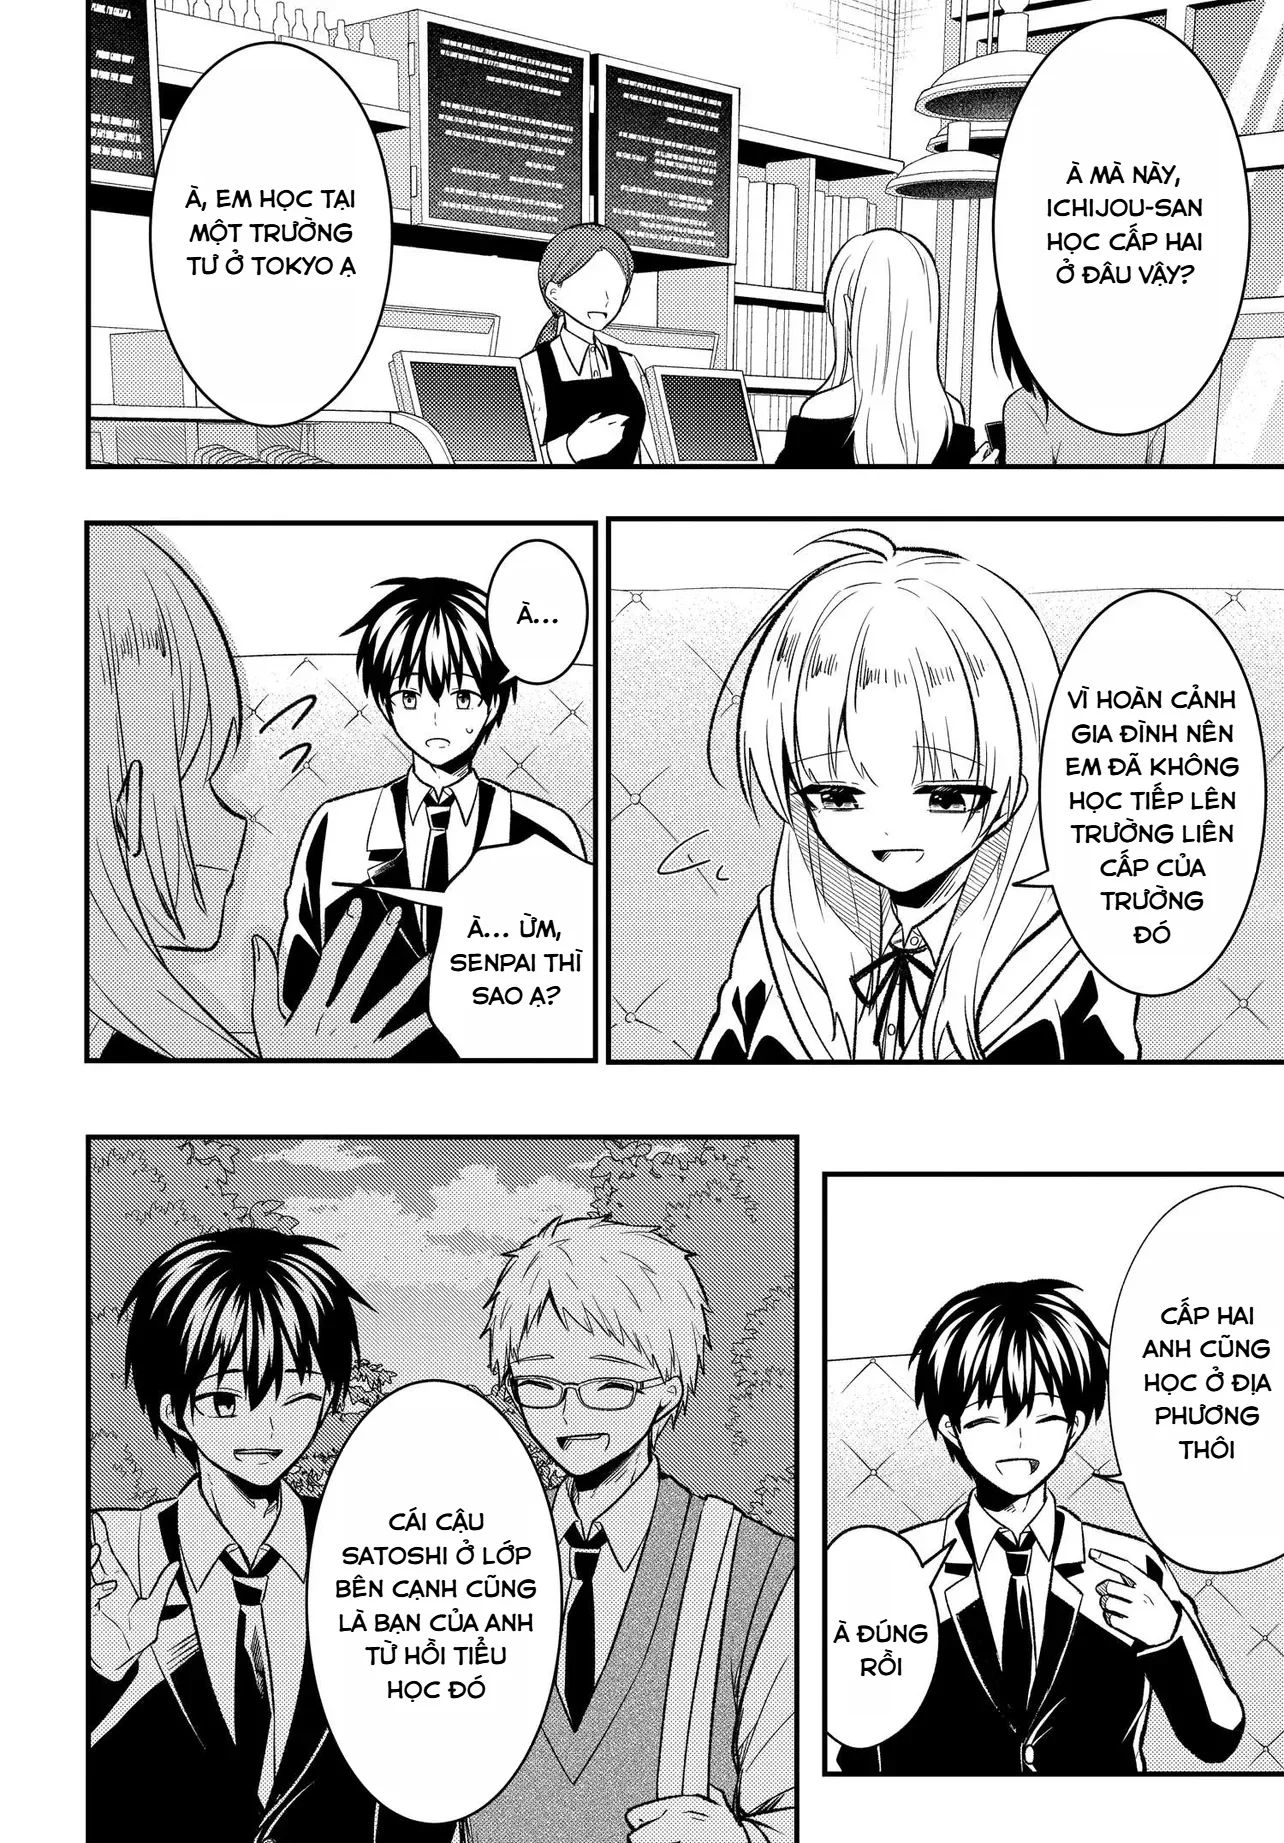 À MÀ NÀY,
ICHIJOU-SAN
HỌC CẤP HAI
Ở ĐÂU VẬY?
À, EM HỌC TẠI
MỘT TRƯỜNG
TƯ Ở TOKYO Ạ
VÌ HOÀN CẢNH
GIA ĐÌNH NÊN
EM ĐÃ KHÔNG
HỌC TIẾP LÊN
TRƯỜNG LIÊN
CẤP CỦA
TRƯỜNG
ĐÓ
À...
À... ỪM,
SENPAI THÌ
SAO Ạ?
CẤP HAI
ANH CŨNG
HỌC Ở ĐỊA
PHƯƠNG
THÔI
À ĐÚNG
RỒI
CÁI CẬU
SATOSHI Ở LỚP
BÊN CẠNH CŨNG
LÀ BẠN CỦA ANH
TỪ HỒI TIỂU
HỌC ĐÓ